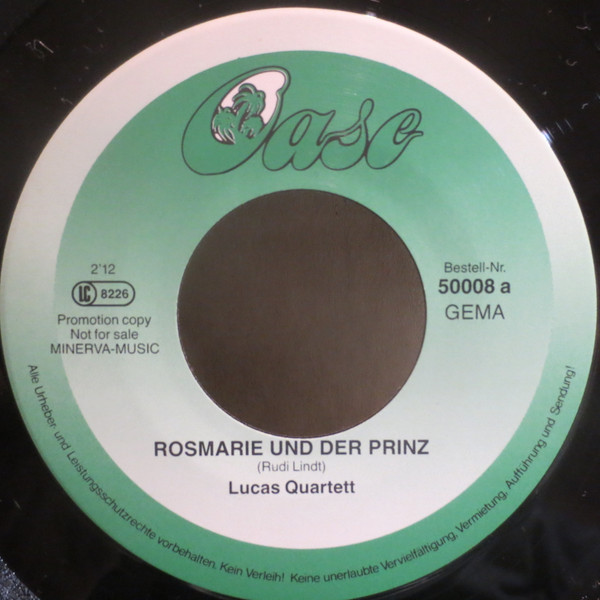 Oase
2'12
LC 8226
Promotion copy
Not for sale
MINERVA-MUSIC
Bestell-Nr.
50008 a
GEMA
ROSMARIE UND DER PRINZ
(Rudi Lindt)
Lucas Quartett
Alle Urheber- und Leistungsschutzrechte vorbehalten. Kein Verleih! Keine unerlaubte Vervielfältigung, Vermietung, Aufführung und Sendung!